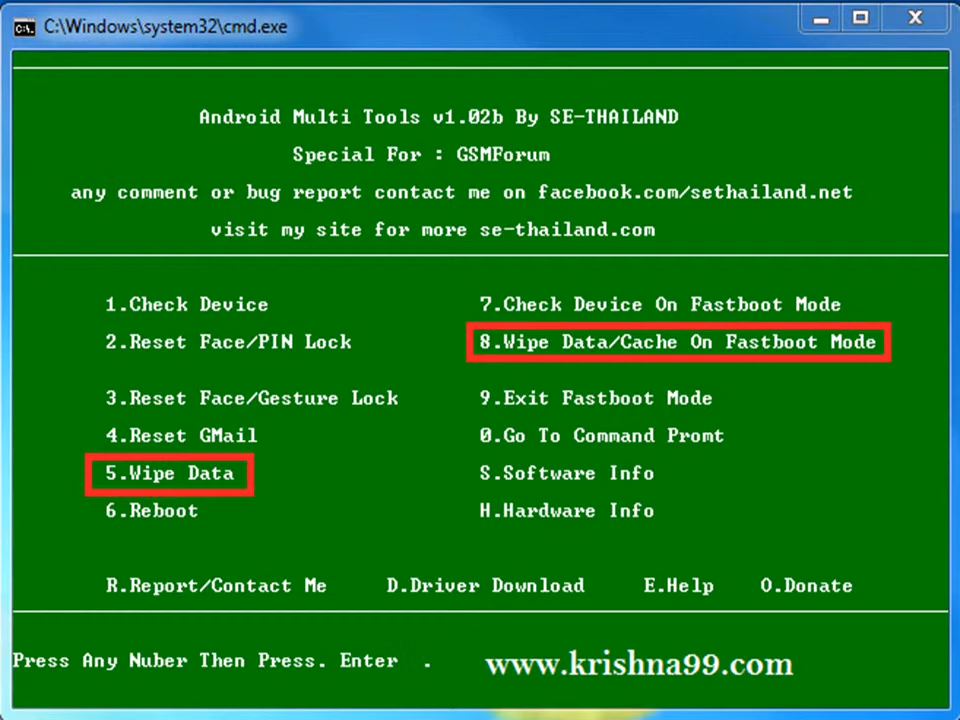 C:\Windows\system32\cmd.exe
Android Multi Tools v1.02b By SE-THAILAND
Special For : GSMForum
any comment or bug report contact me on facebook.com/sethailand.net
visit my site for more se-thailand.com
1.Check Device
7.Check Device On Fastboot Mode
2.Reset Face/PIN Lock
8.Wipe Data/Cache On Fastboot Mode
3.Reset Face/Gesture Lock
9.Exit Fastboot Mode
4.Reset GMail
0.Go To Command Promt
5.Wipe Data
S.Software Info
6.Reboot
H.Hardware Info
R.Report/Contact Me D.Driver Download E.Help O.Donate
Press Any Nuber Then Press. Enter .
www.krishna99.com